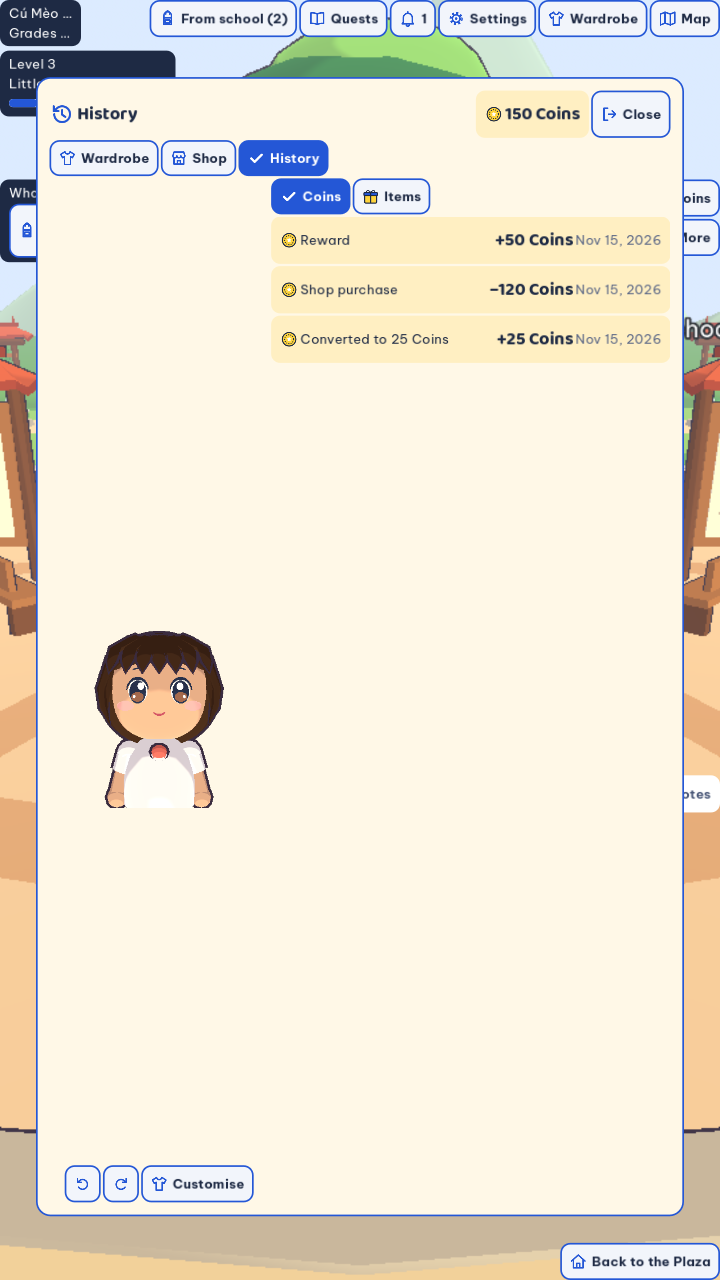 Cú Mèo ...
Grades ...
From school (2)
Quests
1
Settings
Wardrobe
Map
Level 3
History
150 Coins
Close
Wardrobe
Shop
History
Coins
Items
Reward
+50 Coins
Nov 15, 2026
Shop purchase
−120 Coins
Nov 15, 2026
Converted to 25 Coins
+25 Coins
Nov 15, 2026
Customise
Back to the Plaza